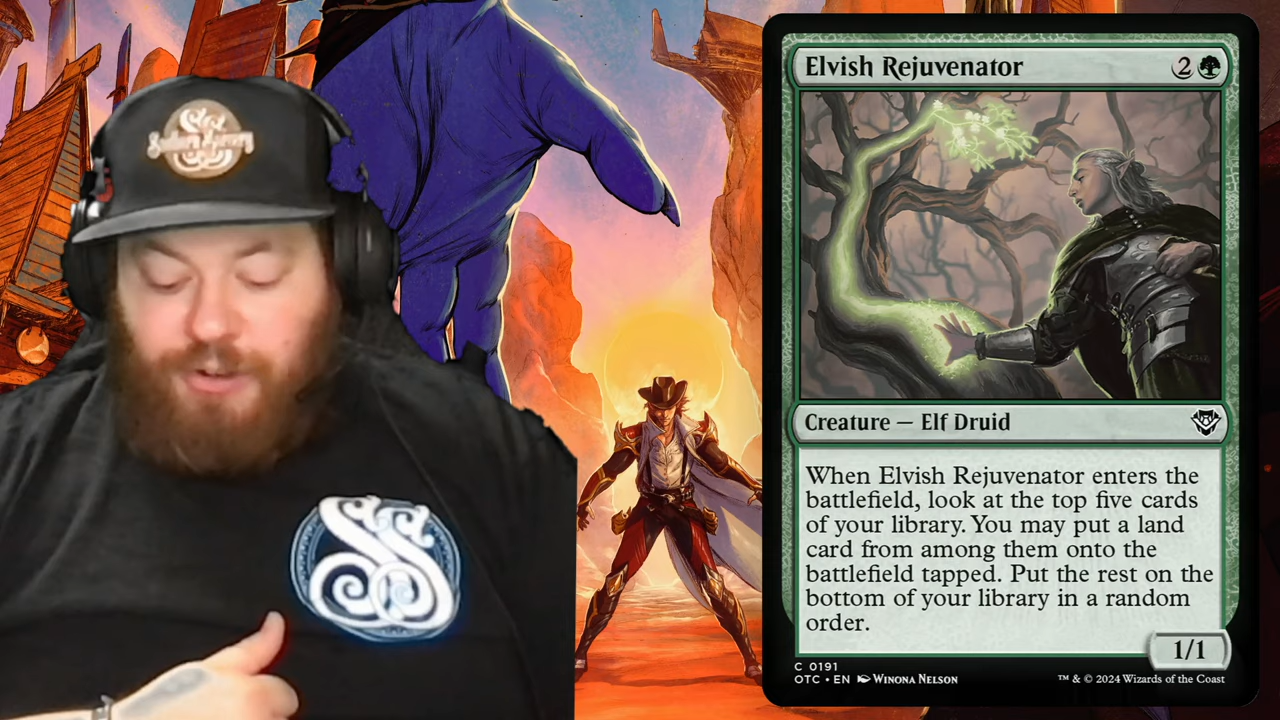 Elvish Rejuvenator 2
Creature — Elf Druid
When Elvish Rejuvenator enters the
battlefield, look at the top five cards
of your library. You may put a land
card from among them onto the
battlefield tapped. Put the rest on the
bottom of your library in a random
order.
1/1
C 0191
OTC • EN Winona Nelson
™ & © 2024 Wizards of the Coast